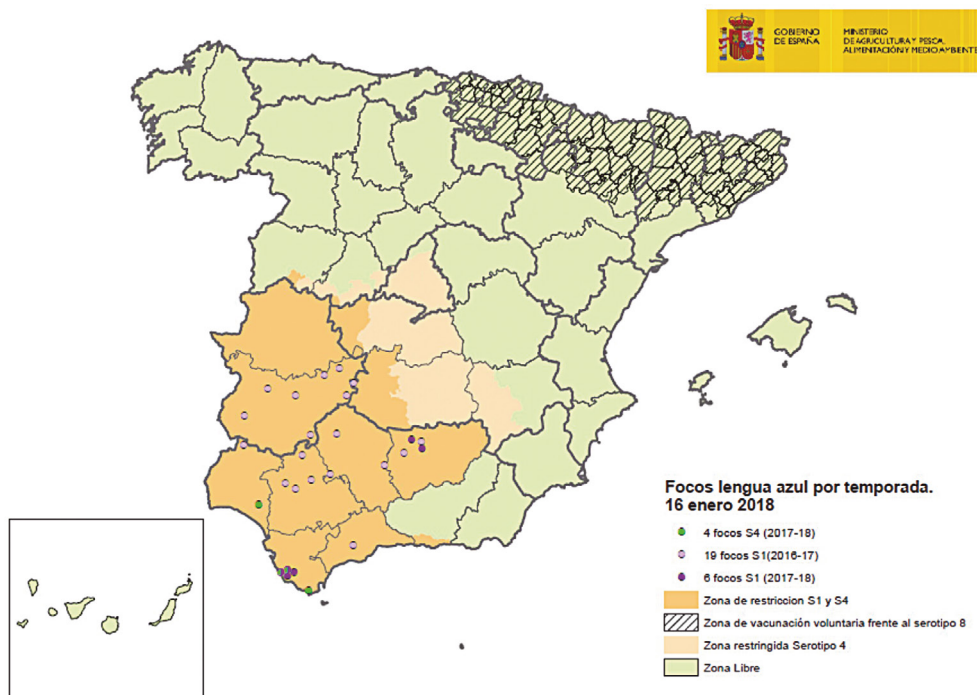 GOBIERNO
DE ESPAÑA
MINISTERIO
DE AGRICULTURA Y PESCA,
ALIMENTACIÓN Y MEDIO AMBIENTE
Focos lengua azul por temporada.
16 enero 2018
4 focos S4 (2017-18)
19 focos S1(2016-17)
6 focos S1 (2017-18)
Zona de restriccion S1 y S4
Zona de vacunación voluntaria frente al serotipo 8
Zona restringida Serotipo 4
Zona Libre